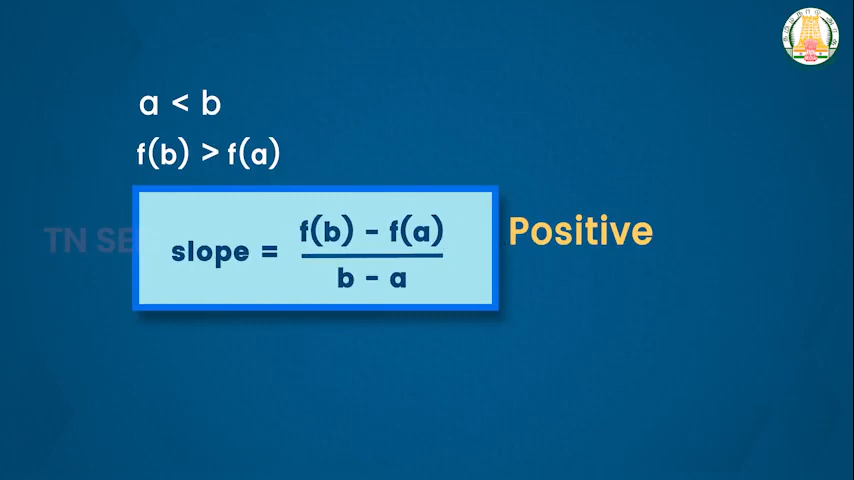 a < b
f(b) > f(a)
slope = f(b) - f(a)
b - a
Positive
TN SE